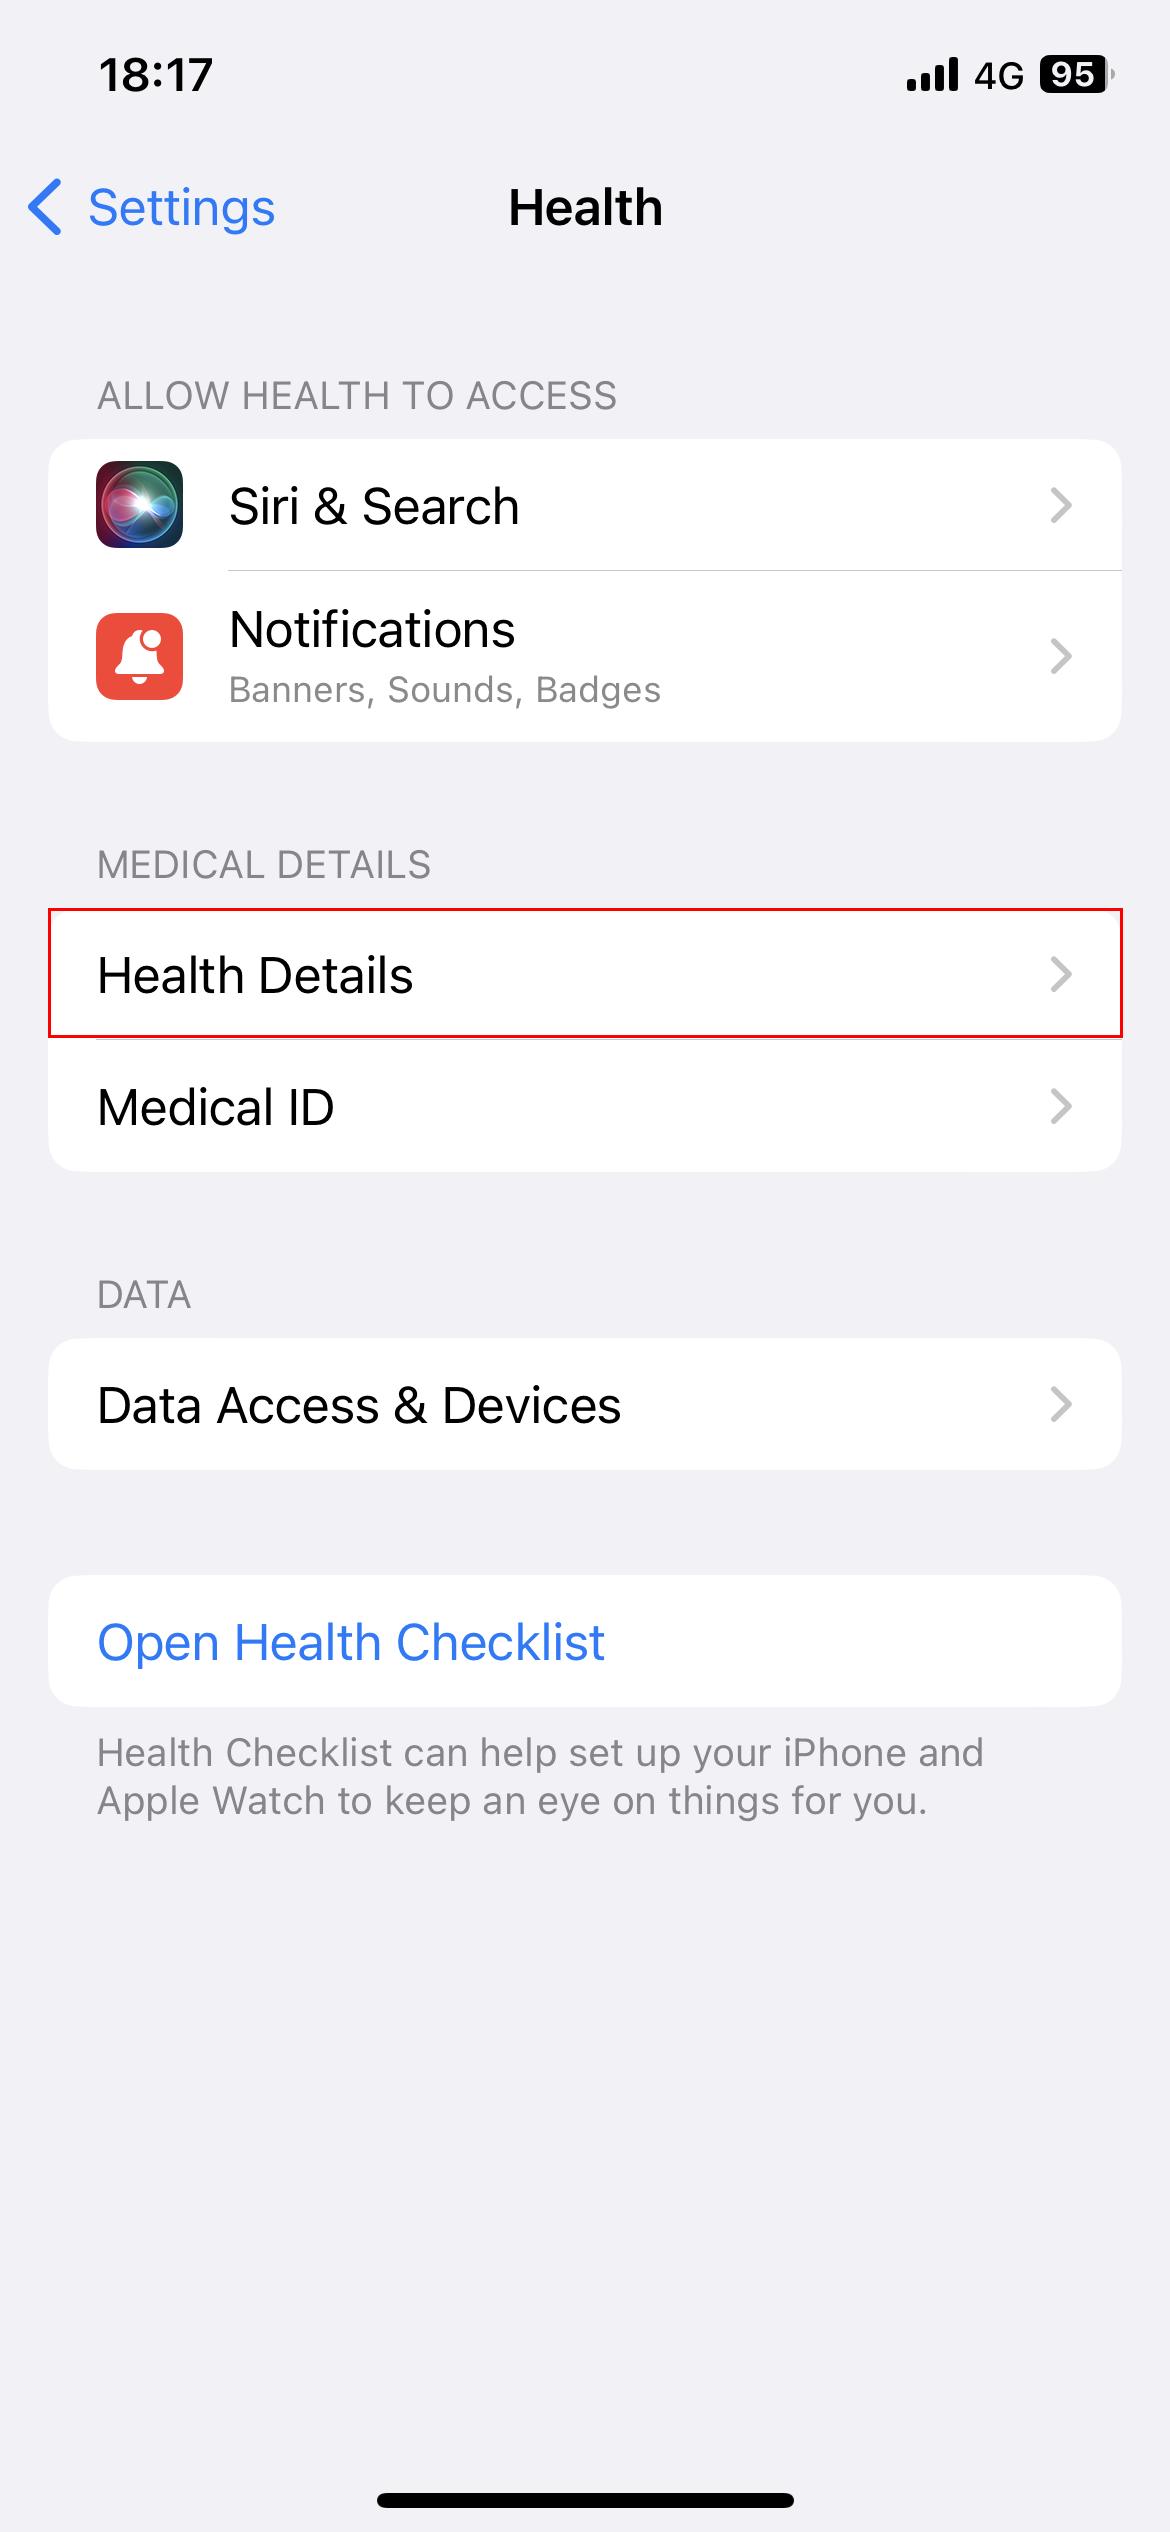 18:17
4G 95
Settings
Health
ALLOW HEALTH TO ACCESS
Siri & Search
Notifications
Banners, Sounds, Badges
MEDICAL DETAILS
Health Details
Medical ID
DATA
Data Access & Devices
Open Health Checklist
Health Checklist can help set up your iPhone and
Apple Watch to keep an eye on things for you.